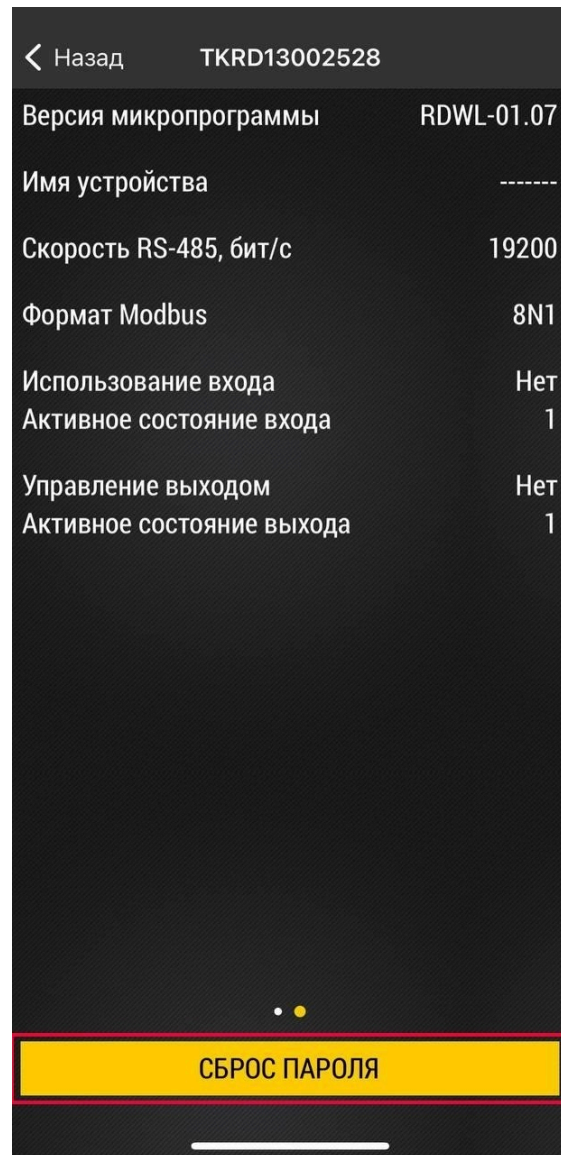 Назад TKRD13002528
Версия микропрограммы RDWL-01.07
Имя устройства -------
Скорость RS-485, бит/с 19200
Формат Modbus 8N1
Использование входа Нет
Активное состояние входа 1
Управление выходом Нет
Активное состояние выхода 1
СБРОС ПАРОЛЯ